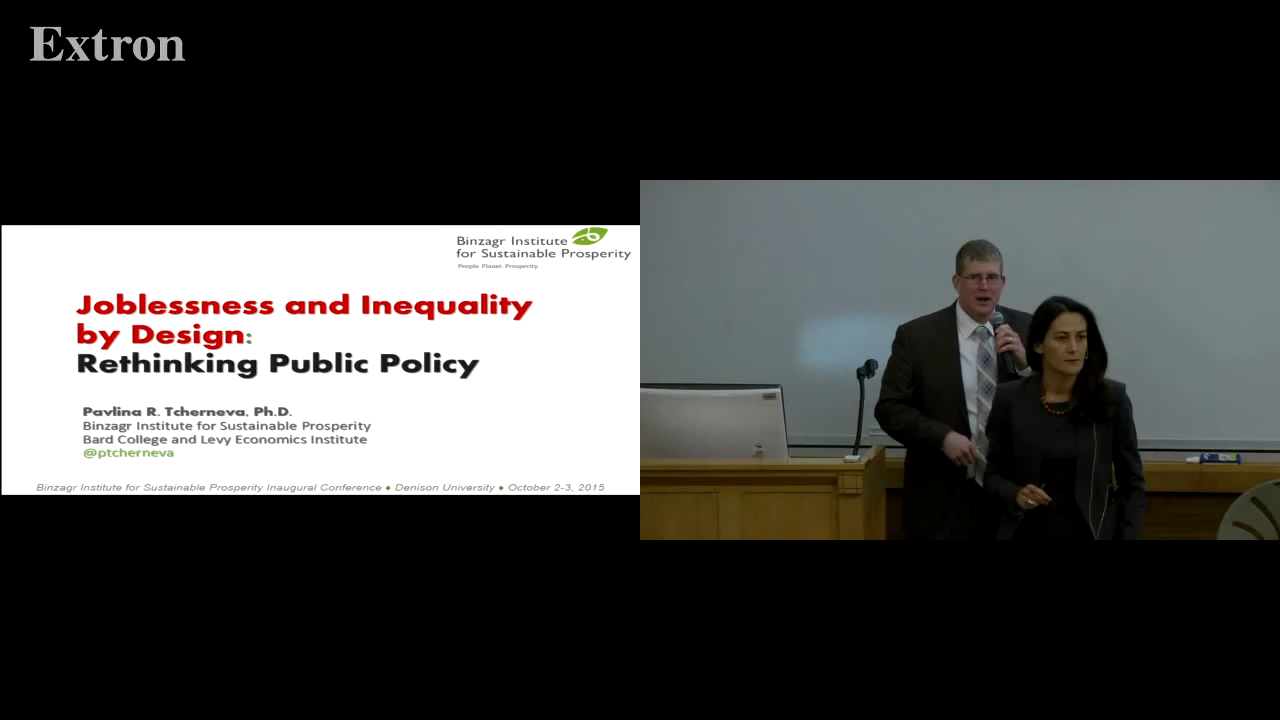 Extron
Binzagr Institute
for Sustainable Prosperity
People. Planet. Prosperity.
Joblessness and Inequality
by Design:
Rethinking Public Policy
Pavlina R. Tcherneva, Ph.D.
Binzagr Institute for Sustainable Prosperity
Bard College and Levy Economics Institute
@ptcherneva
Binzagr Institute for Sustainable Prosperity Inaugural Conference • Denison University • October 2-3, 2015